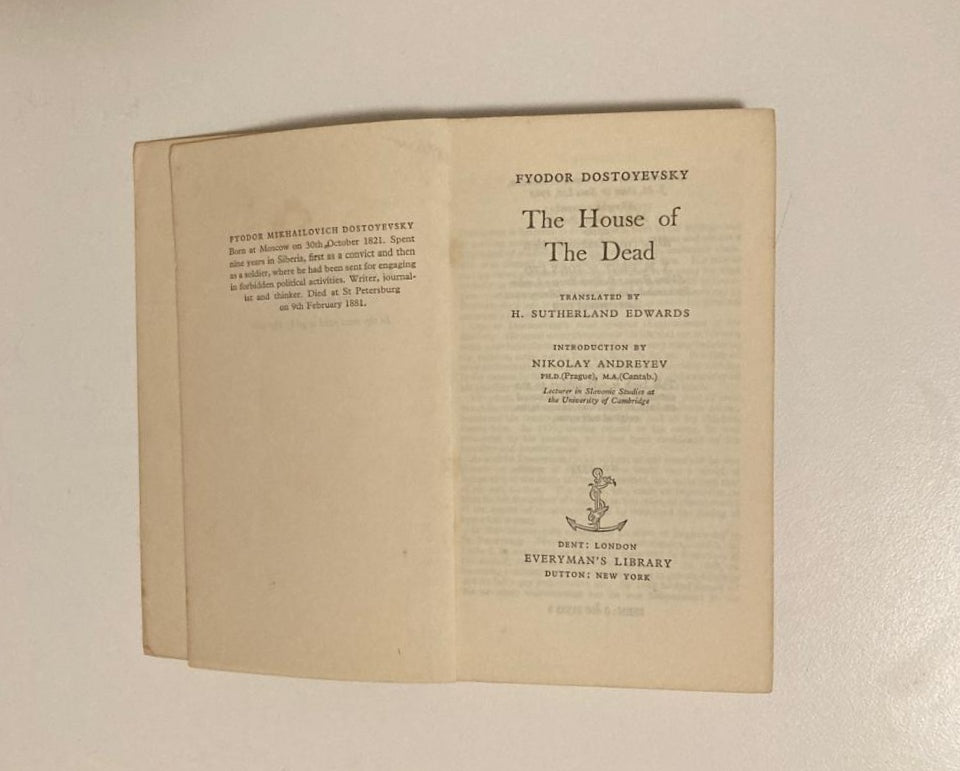 FYODOR MIKHAILOVICH DOSTOYEVSKY
Born at Moscow on 30th October 1821. Spent
nine years in Siberia, first as a convict and then
as a soldier, where he had been sent for engaging
in forbidden political activities. Writer, journal-
ist and thinker. Died at St Petersburg
on 9th February 1881.
FYODOR DOSTOYEVSKY
The House of
The Dead
TRANSLATED BY
H. SUTHERLAND EDWARDS
INTRODUCTION BY
NIKOLAY ANDREYEV
PH.D.(Prague), M.A.(Cantab.)
Lecturer in Slavonic Studies at
the University of Cambridge
DENT: LONDON
EVERYMAN'S LIBRARY
DUTTON: NEW YORK